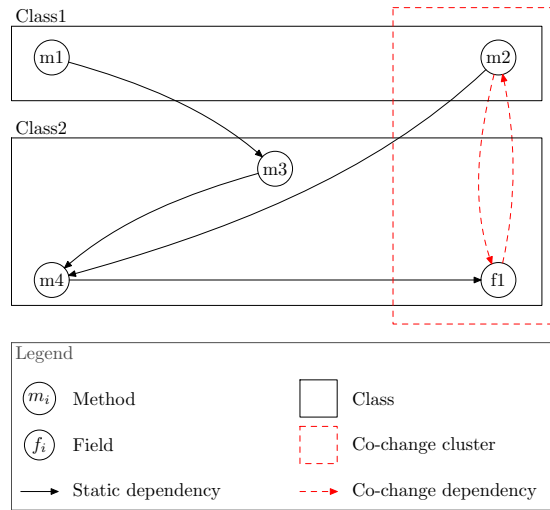 Class1
m1
m2
Class2
m3
m4
f1
Legend
m_i Method
Class
f_i Field
Co-change cluster
Static dependency
Co-change dependency